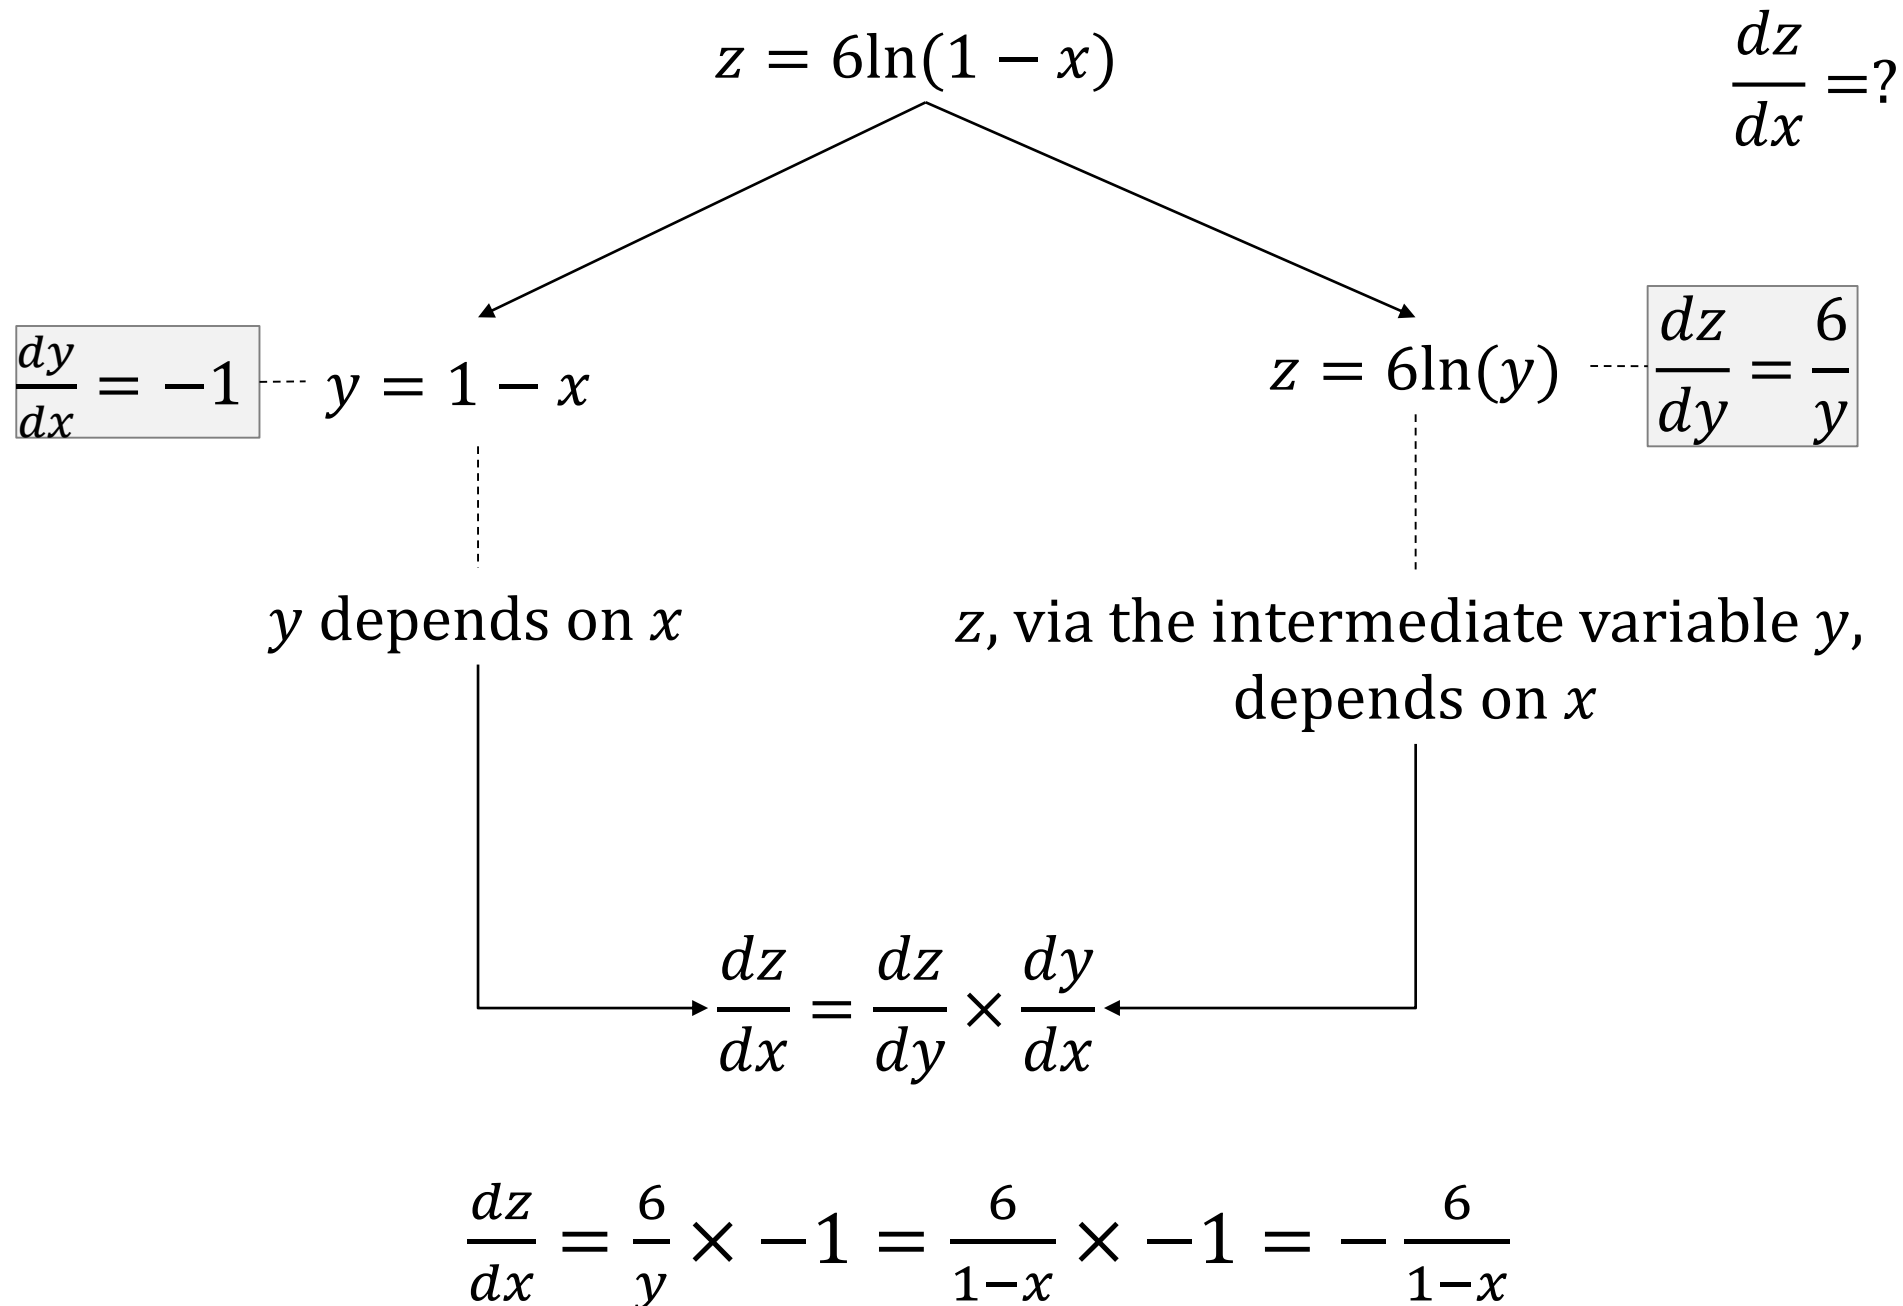 z = 6ln(1 − x)
dz/dx =?
dy/dx = −1
y = 1 − x
z = 6ln(y)
dz/dy = 6/y
y depends on x
z, via the intermediate variable y,
depends on x
dz/dx = dz/dy × dy/dx
dz/dx = 6/y × −1 = 6/1−x × −1 = − 6/1−x